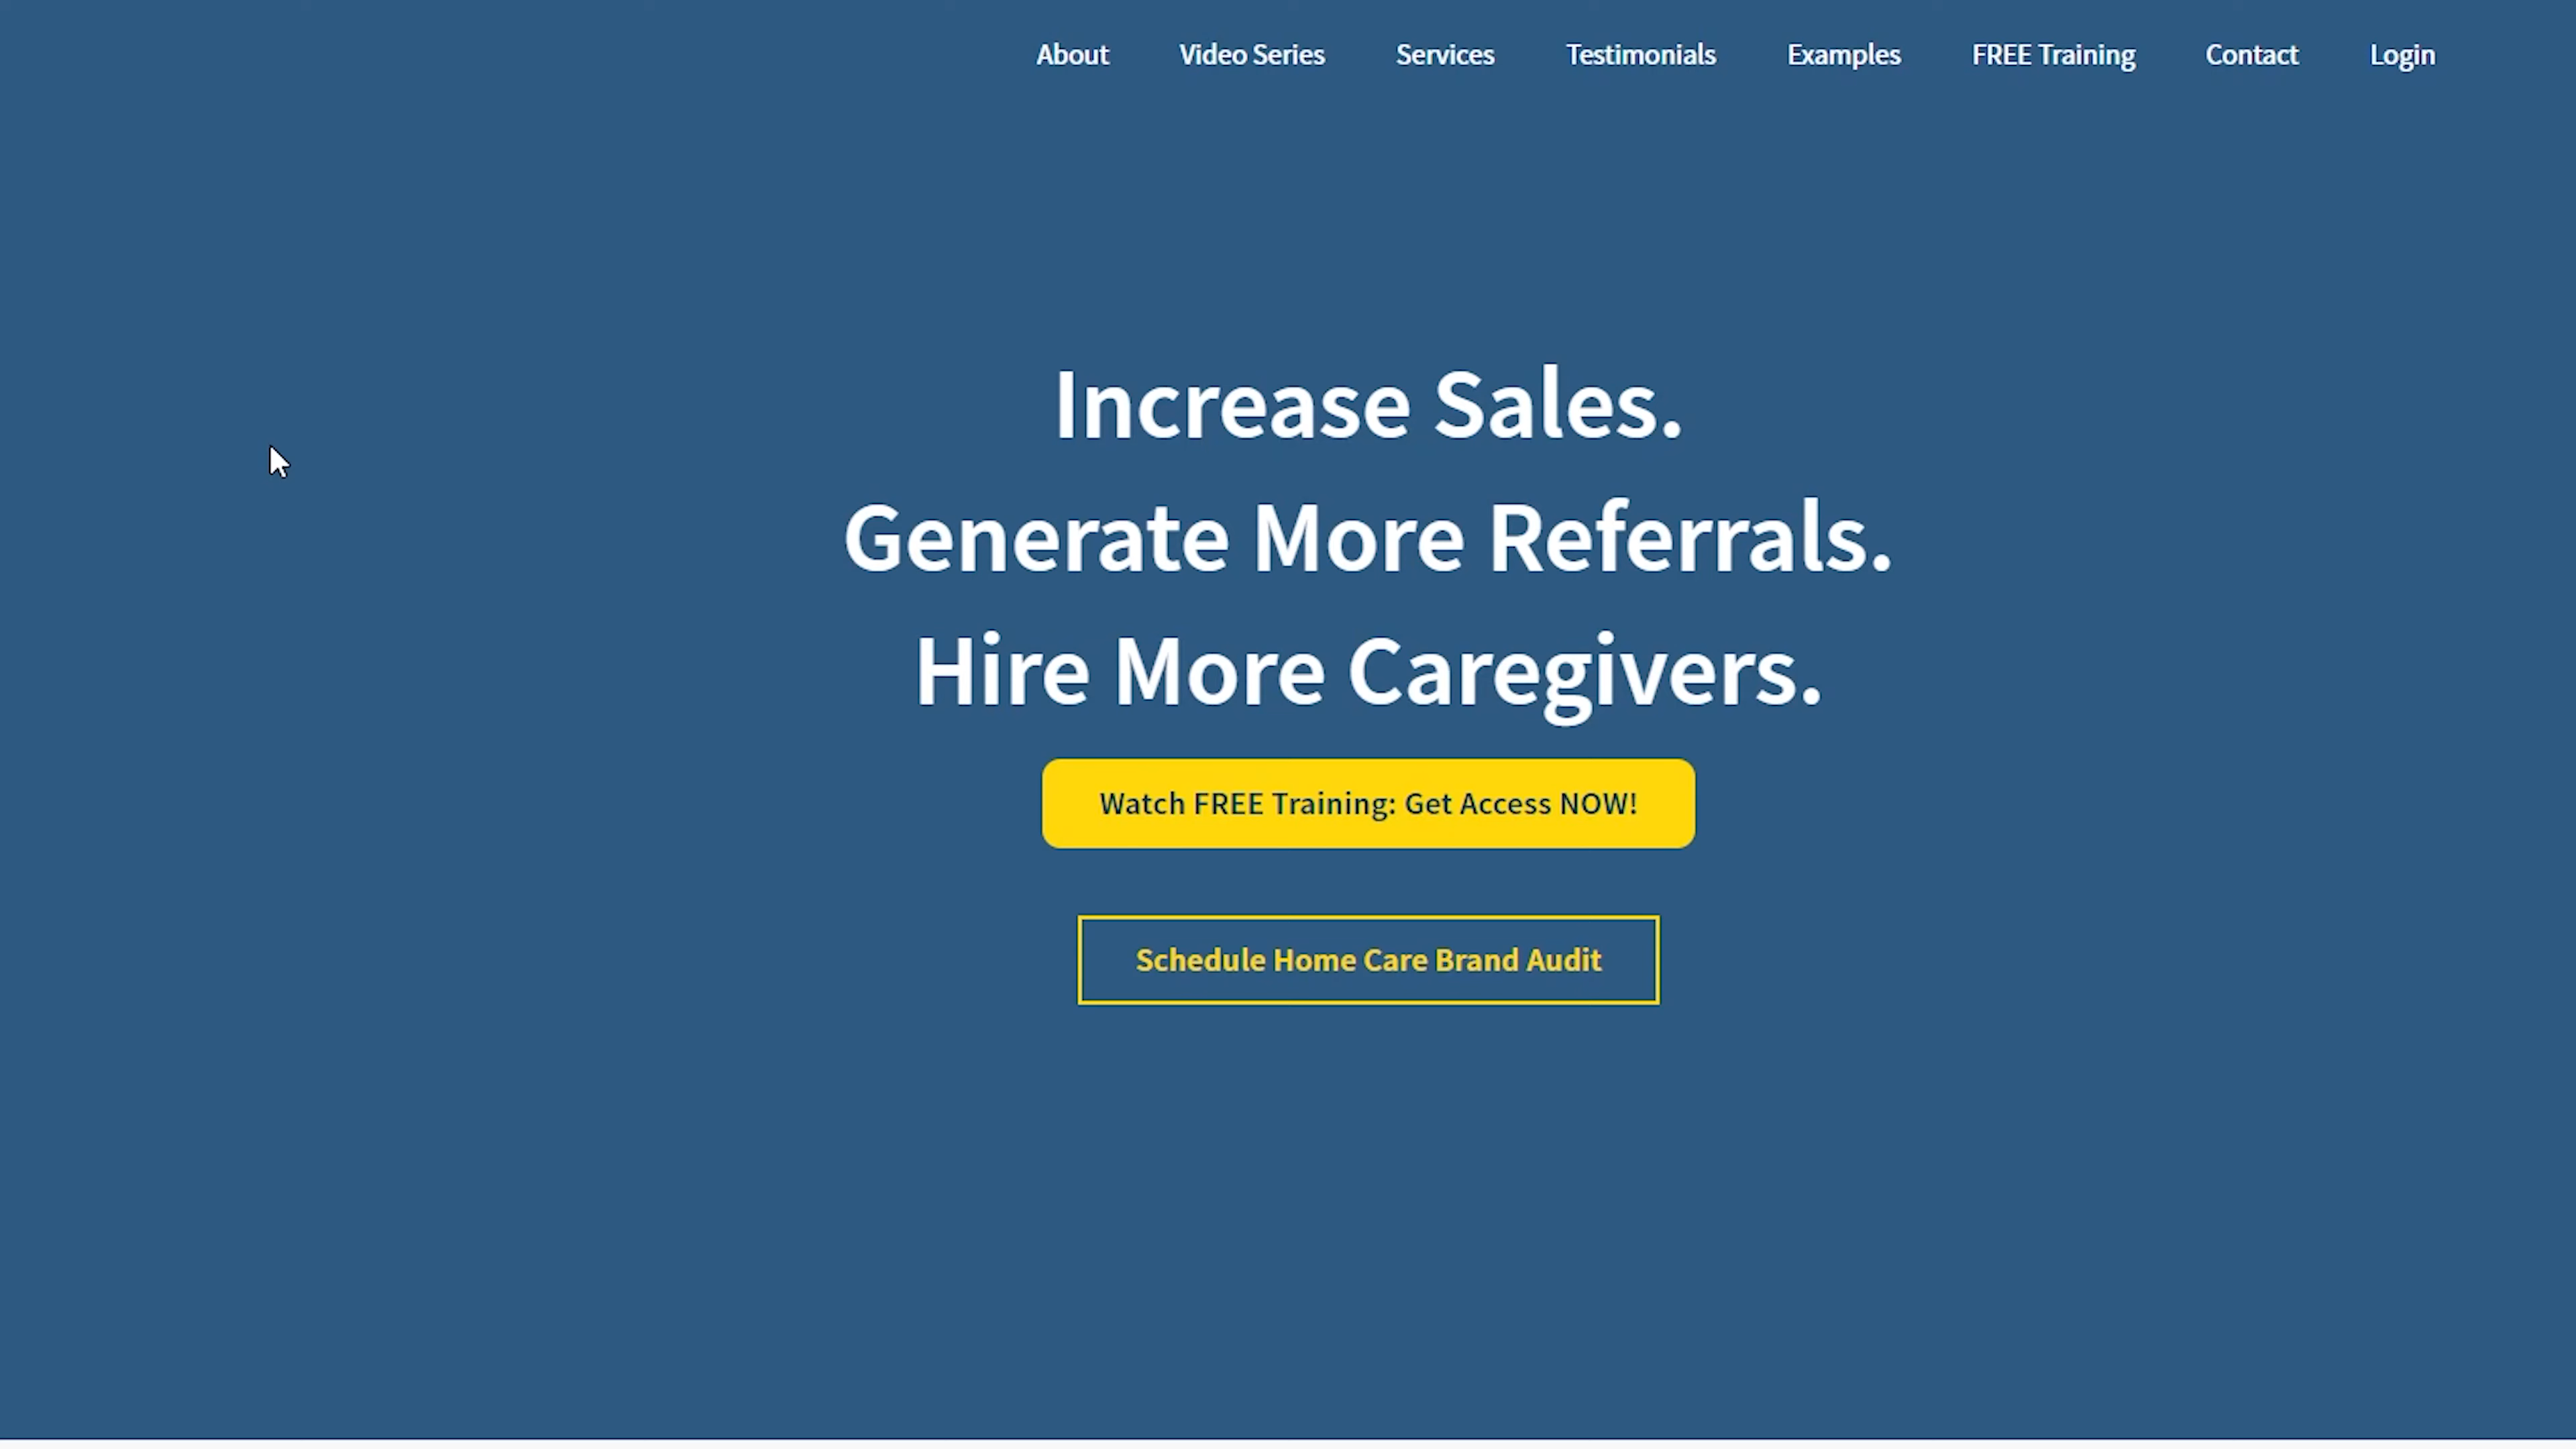 About Video Series Services Testimonials Examples FREE Training Contact Login
Increase Sales.
Generate More Referrals.
Hire More Caregivers.
Watch FREE Training: Get Access NOW!
Schedule Home Care Brand Audit